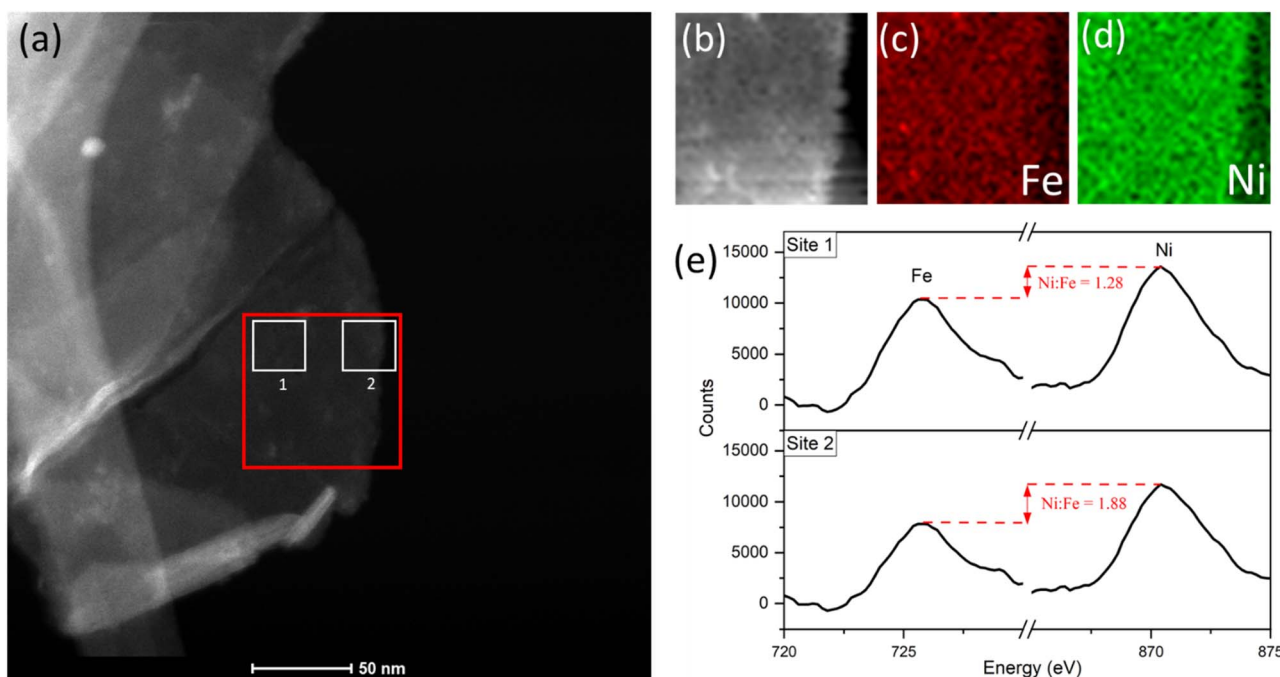 (a)
1
2
50 nm
(b)
(c)
Fe
(d)
Ni
(e)
Counts
15000
10000
5000
0
Site 1
Fe
Ni
Ni:Fe = 1.28
15000
10000
5000
0
Site 2
Ni:Fe = 1.88
720
725
870
875
Energy (eV)